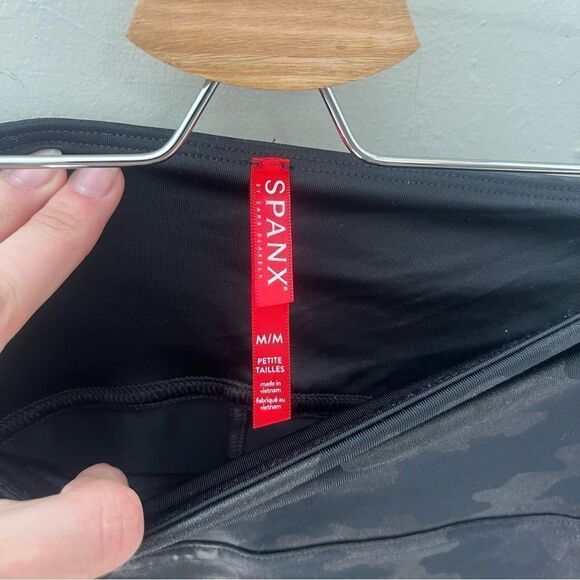 SPANX®
BY SARA BLAKELY
M/M
PETITE
TAILLES
made in
vietnam
fabriqué au
vietnam